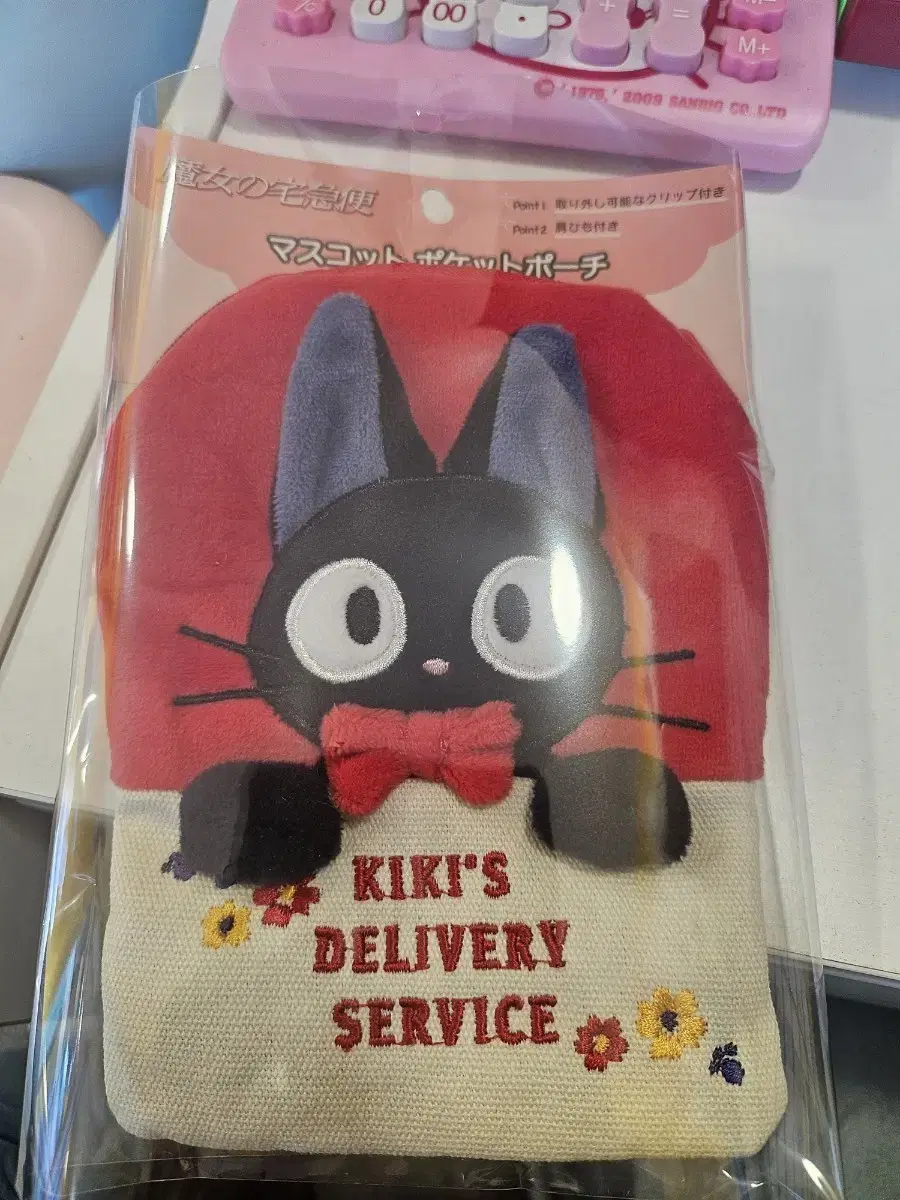 %
0
00
·
+
=
M-
M+
© '1976,' 2009 SANRIO CO.,LTD
魔女の宅急便
Point1 取り外し可能なクリップ付き
Point2 肩ひも付き
マスコット ポケットポーチ
KIKI'S
DELIVERY
SERVICE